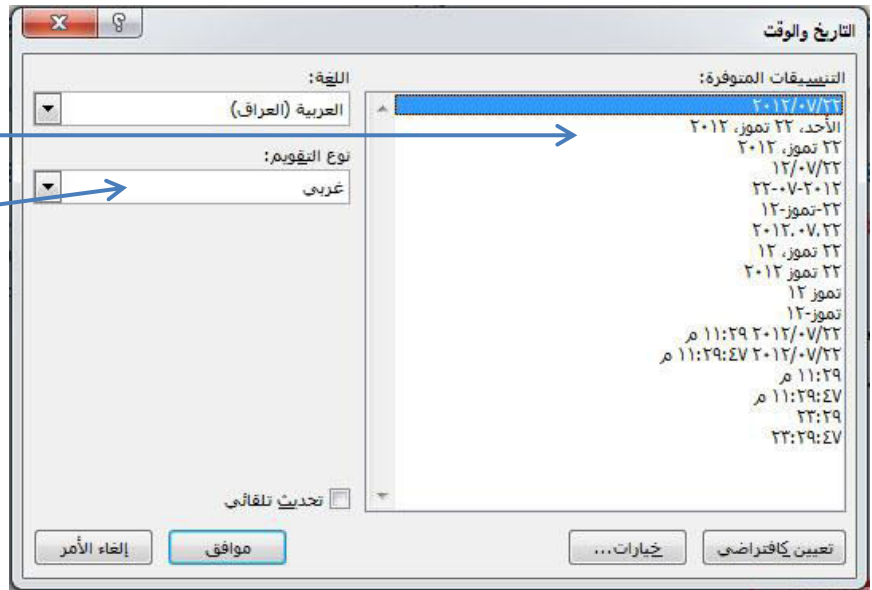 التاريخ والوقت
التنسيقات المتوفرة:
٢٠١٢/٠٧/٢٢
الأحد، ٢٢ تموز، ٢٠١٢
٢٢ تموز، ٢٠١٢
١٢/٠٧/٢٢
٢٠١٢-٠٧-٢٢
٢٢-تموز-١٢
٢٠١٢.٠٧.٢٢
٢٢ تموز، ١٢
٢٢ تموز ٢٠١٢
تموز ١٢
تموز-١٢
٢٠١٢/٠٧/٢٢ ١١:٢٩ م
٢٠١٢/٠٧/٢٢ ١١:٢٩:٤٧ م
١١:٢٩ م
١١:٢٩:٤٧ م
٢٣:٢٩
٢٣:٢٩:٤٧
اللغة:
العربية (العراق)
نوع التقويم:
غربي
تحديث تلقائي
تعيين كافتراضي
خيارات...
موافق
إلغاء الأمر